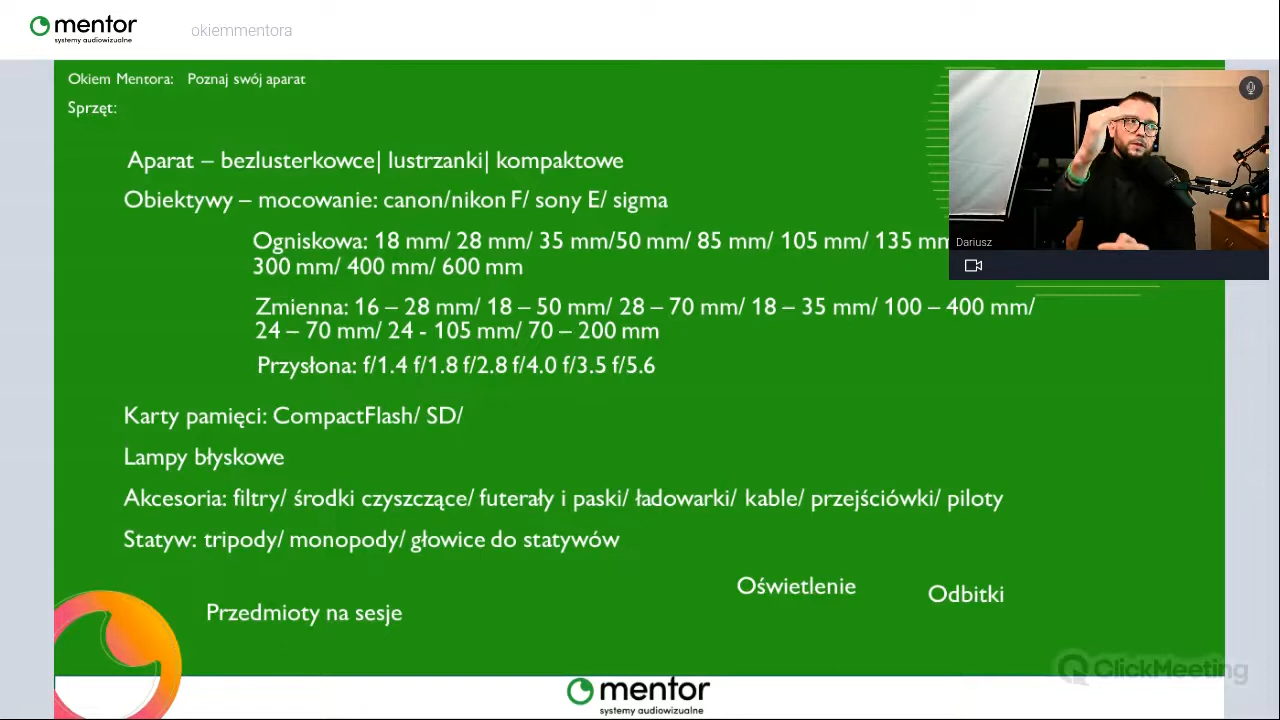 mentor
systemy audiowizualne
okiemmentora
Okiem Mentora: Poznaj swój aparat
Sprzęt:
Aparat – bezlusterkowce| lustrzanki| kompaktowe
Obiektywy – mocowanie: canon/nikon F/ sony E/ sigma
Ogniskowa: 18 mm/ 28 mm/ 35 mm/50 mm/ 85 mm/ 105 mm/ 135
300 mm/ 400 mm/ 600 mm
Zmienna: 16 – 28 mm/ 18 – 50 mm/ 28 – 70 mm/ 18 – 35 mm/ 100 – 400 mm/
24 – 70 mm/ 24 - 105 mm/ 70 – 200 mm
Przysłona: f/1.4 f/1.8 f/2.8 f/4.0 f/3.5 f/5.6
Karty pamięci: CompactFlash/ SD/
Lampy błyskowe
Akcesoria: filtry/ środki czyszczące/ futerały i paski/ ładowarki/ kable/ przejściówki/ piloty
Statyw: tripody/ monopody/ głowice do statywów
Oświetlenie
Odbitki
Przedmioty na sesje
Dariusz
ClickMeeting
mentor
systemy audiowizualne